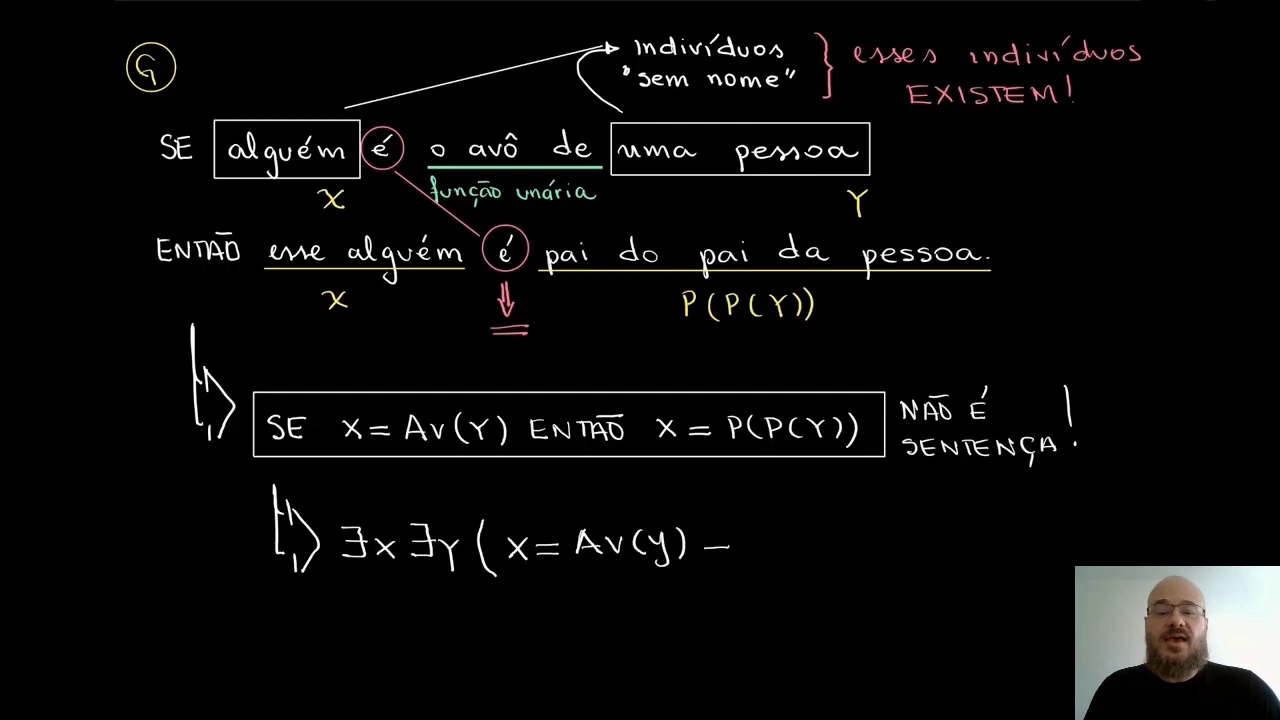 G
indivíduos
"sem nome"
esses indivíduos
EXISTEM!
SE alguém é o avô de uma pessoa
função unária
X
Y
ENTÃO esse alguém é pai do pai da pessoa.
X
P(P(Y))
SE X = AV(Y) ENTÃO X = P(P(Y))
NÃO É
SENTENÇA!
∃X ∃Y ( X = AV(y) –